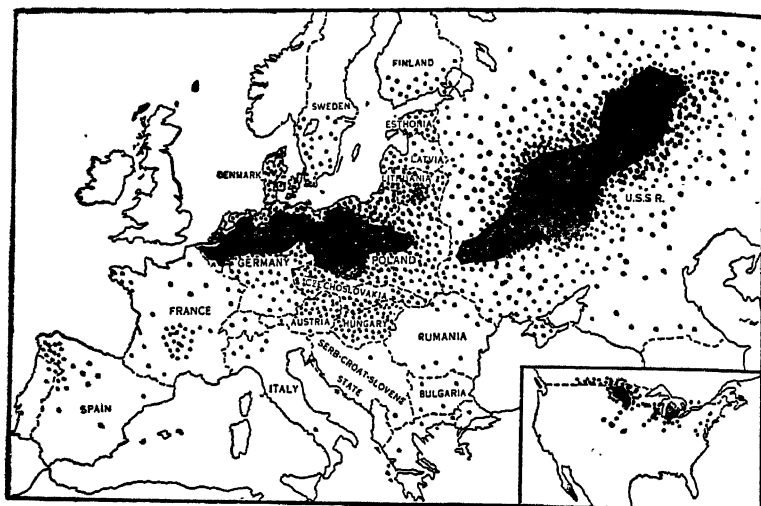 FINLAND
SWEDEN
ESTHONIA
LATVIA
LITHUANIA
DENMARK
U.S.S R.
GERMANY
POLAND
CZECHOSLOVAKIA
FRANCE
AUSTRIA
HUNGARY
RUMANIA
SERB-CROAT-SLOVENE
STATE
ITALY
BULGARIA
SPAIN